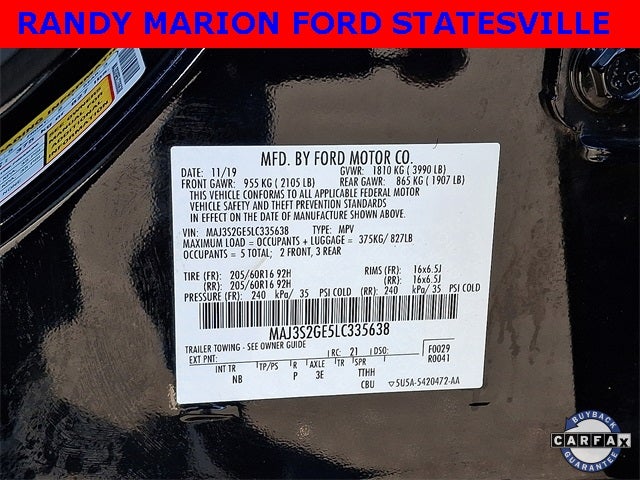 RANDY MARION FORD STATESVILLE
MFD. BY FORD MOTOR CO.
DATE: 11/19 GVWR: 1810 KG ( 3990 LB)
FRONT GAWR: 955 KG ( 2105 LB) REAR GAWR: 865 KG ( 1907 LB)
THIS VEHICLE CONFORMS TO ALL APPLICABLE FEDERAL MOTOR
VEHICLE SAFETY AND THEFT PREVENTION STANDARDS
IN EFFECT ON THE DATE OF MANUFACTURE SHOWN ABOVE.
VIN: MAJ3S2GE5LC335638 TYPE: MPV
MAXIMUM LOAD = OCCUPANTS + LUGGAGE = 375KG/ 827LB
OCCUPANTS = 5 TOTAL; 2 FRONT, 3 REAR
TIRE (FR): 205/60R16 92H RIMS (FR): 16x6.5J
(RR): 205/60R16 92H (RR): 16x6.5J
PRESSURE (FR): 240 kPa/ 35 PSI COLD (RR): 240 kPa/ 35 PSI COLD
MAJ3S2GE5LC335638
TRAILER TOWING - SEE OWNER GUIDE
EXT PNT: RC: 21 DSO: F0029
R0041
INT TR TP/PS R AXLE TR SPR
NB P 3E TTHH
CBU 5U5A-5420472-AA
BUYBACK
CARFAX
GUARANTEE